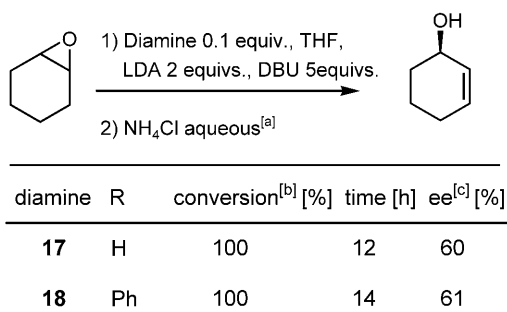 O
OH
1) Diamine 0.1 equiv., THF,
LDA 2 equivs., DBU 5equivs.
2) NH4Cl aqueous[a]
diamine R conversion[b] [%] time [h] ee[c] [%]
17 H 100 12 60
18 Ph 100 14 61